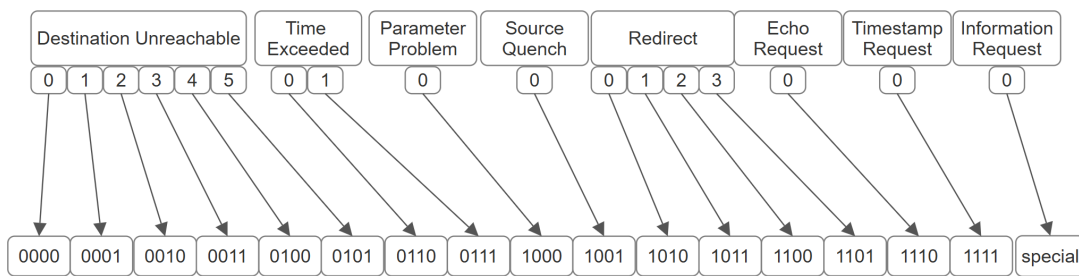 Destination Unreachable
Time
Exceeded
Parameter
Problem
Source
Quench
Redirect
Echo
Request
Timestamp
Request
Information
Request
0 1 2 3 4 5 0 1 0 0 0 1 2 3 0 0 0
0000 0001 0010 0011 0100 0101 0110 0111 1000 1001 1010 1011 1100 1101 1110 1111 special